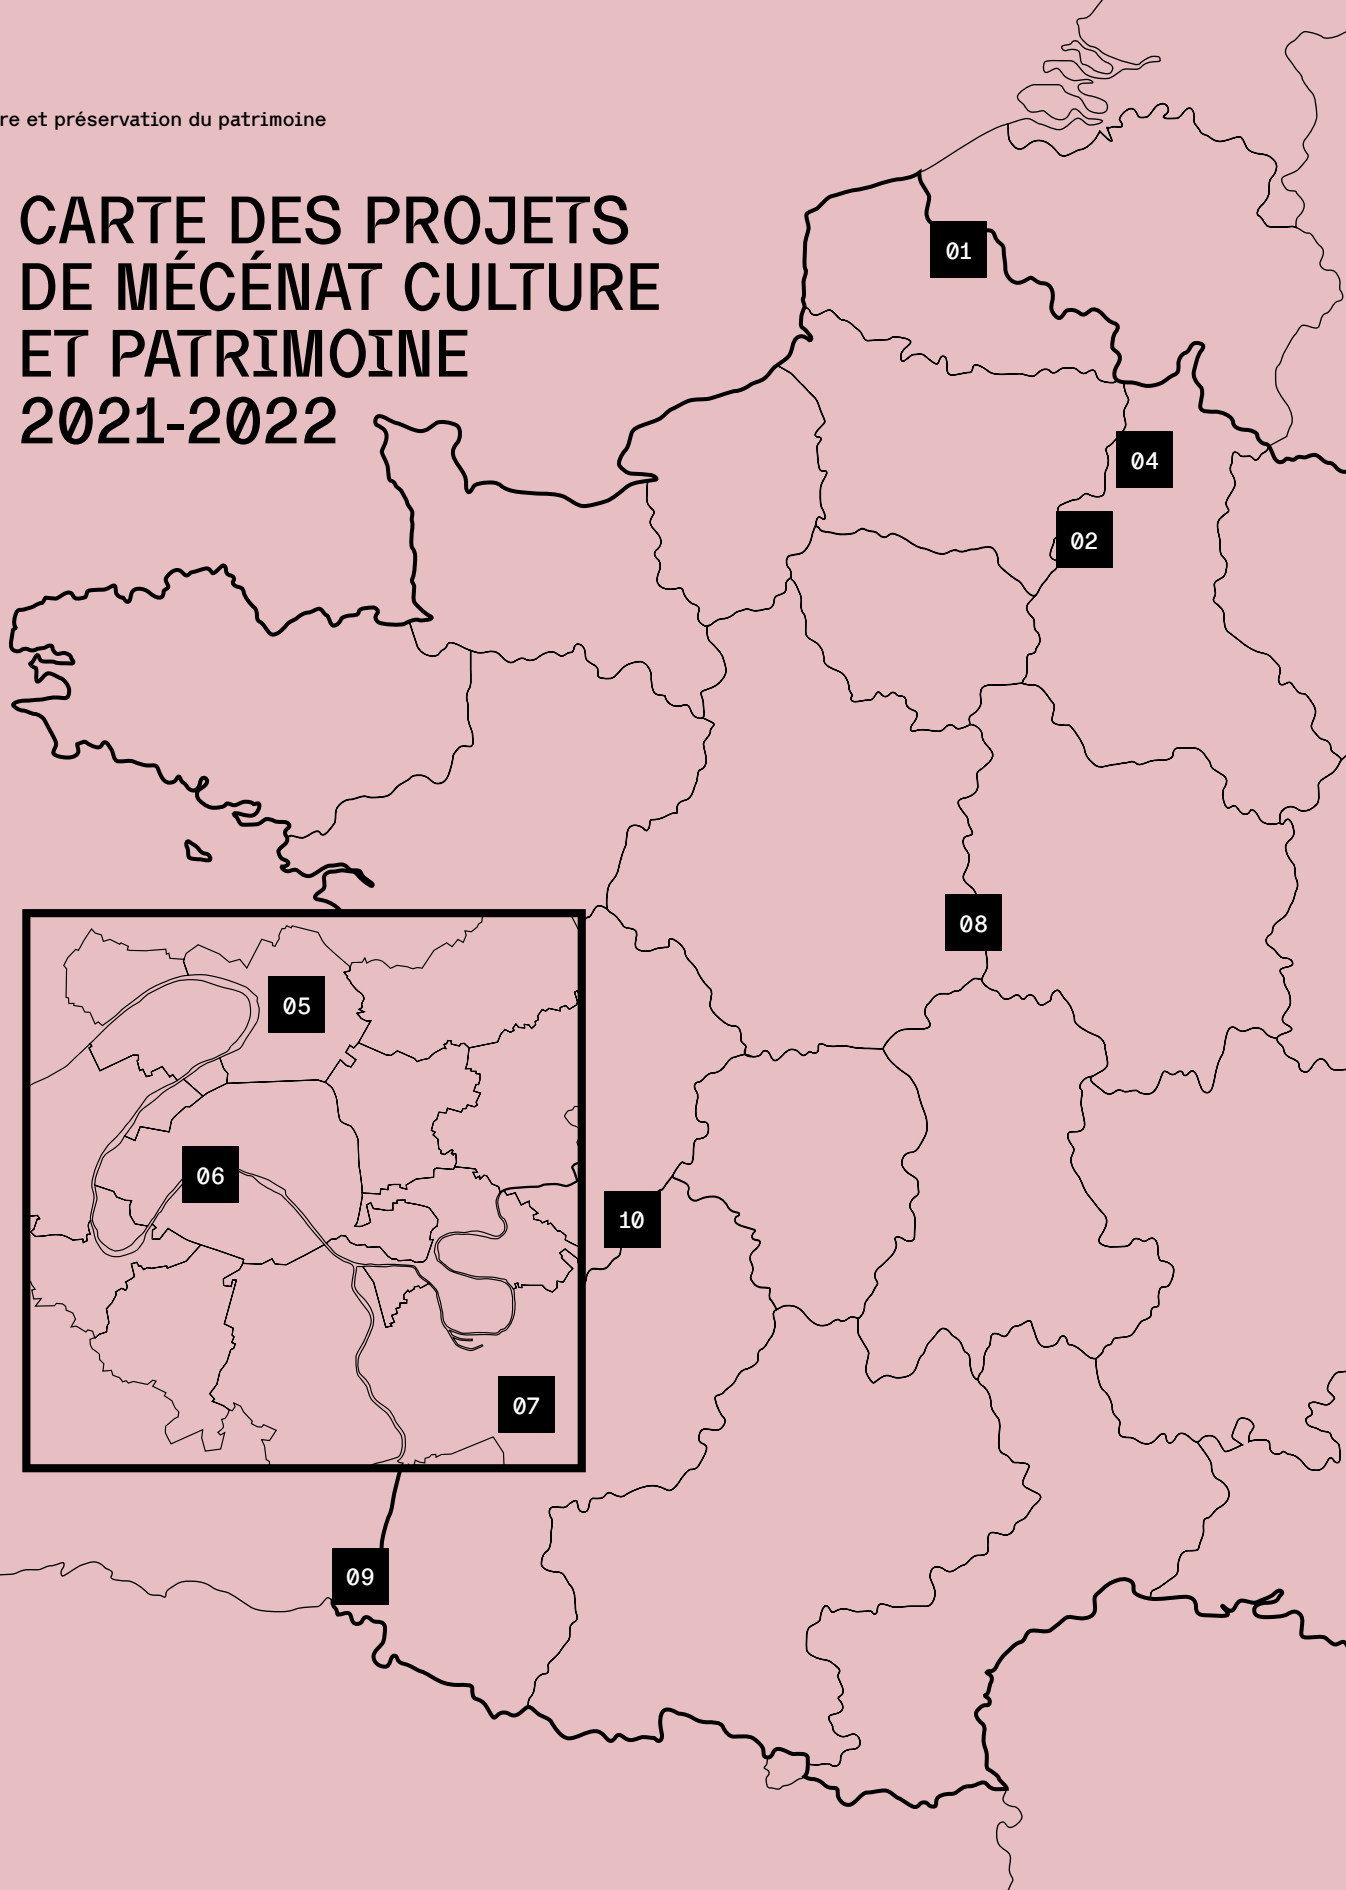 re et préservation du patrimoine
CARTE DES PROJETS
DE MÉCÉNAT CULTURE
ET PATRIMOINE
2021-2022
01
04
02
08
05
06
10
07
09